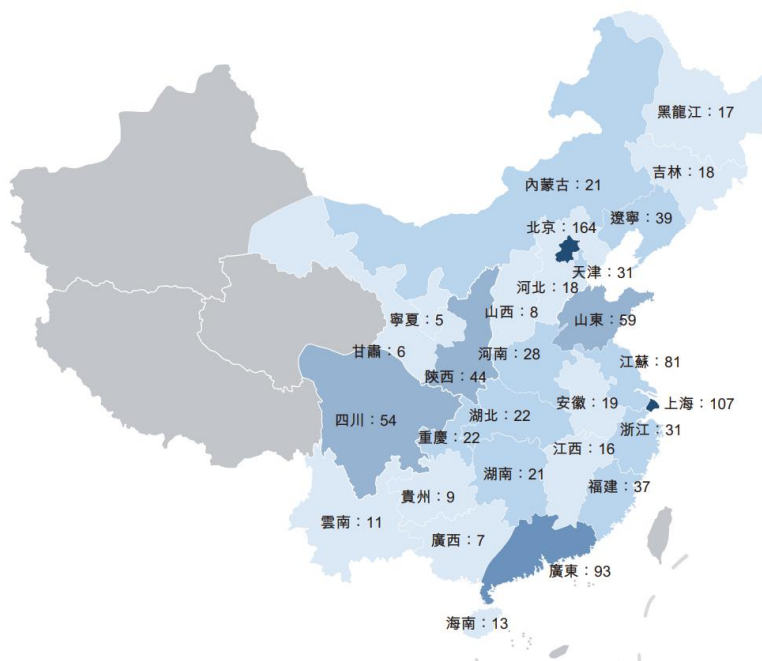 黑龍江：17
吉林：18
內蒙古：21
遼寧：39
北京：164
天津：31
河北：18
山西：8
寧夏：5
山東：59
甘肅：6
河南：28
江蘇：81
陝西：44
安徽：19
上海：107
湖北：22
四川：54
浙江：31
重慶：22
江西：16
湖南：21
福建：37
貴州：9
雲南：11
廣西：7
廣東：93
海南：13